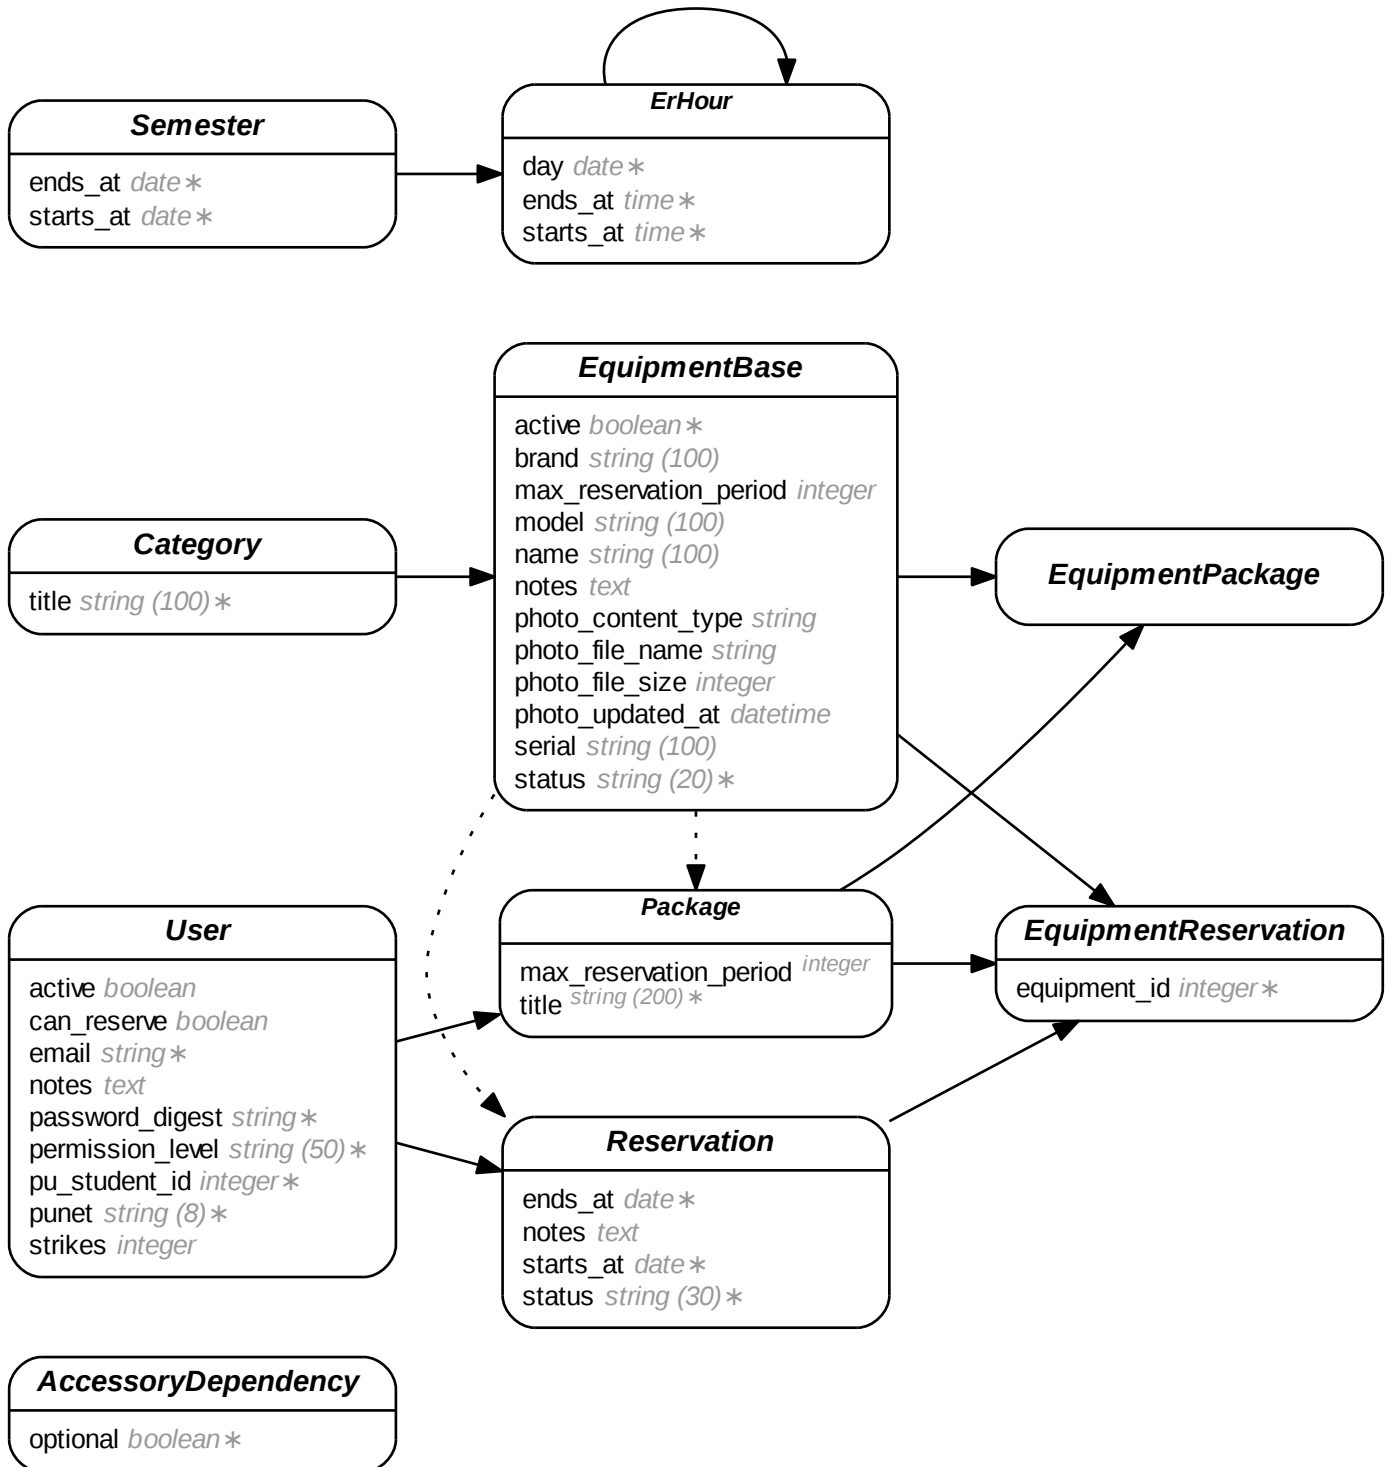 Semester
ends_at date∗
starts_at date∗
ErHour
day date∗
ends_at time∗
starts_at time∗
EquipmentBase
active boolean∗
brand string (100)
max_reservation_period integer
model string (100)
name string (100)
notes text
photo_content_type string
photo_file_name string
photo_file_size integer
photo_updated_at datetime
serial string (100)
status string (20)∗
Category
title string (100)∗
EquipmentPackage
User
active boolean
can_reserve boolean
email string∗
notes text
password_digest string∗
permission_level string (50)∗
pu_student_id integer∗
punet string (8)∗
strikes integer
Package
max_reservation_period integer
title string (200)∗
EquipmentReservation
equipment_id integer∗
Reservation
ends_at date∗
notes text
starts_at date∗
status string (30)∗
AccessoryDependency
optional boolean∗